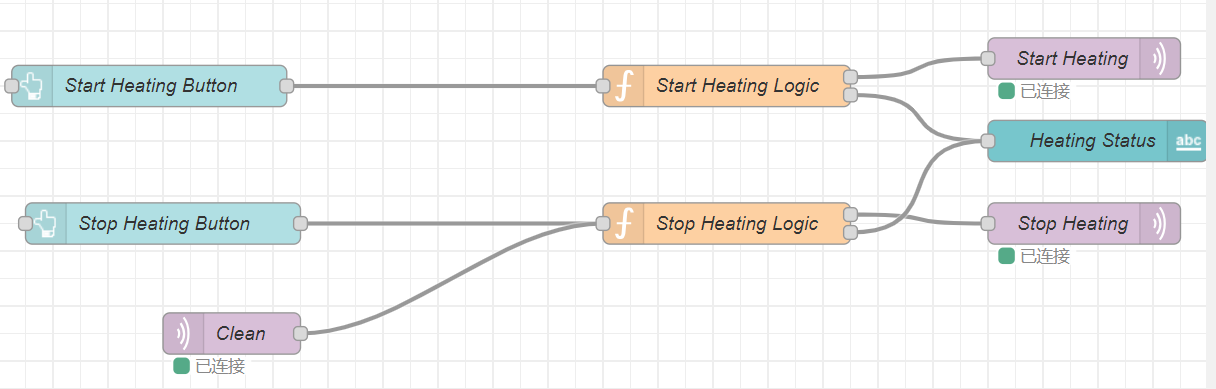 Start Heating Button
Start Heating Logic
Start Heating
已连接
Heating Status
abc
Stop Heating Button
Stop Heating Logic
Stop Heating
已连接
Clean
已连接